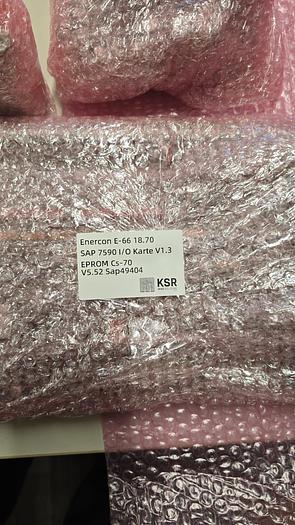 Enercon E-66 18.70
SAP 7590 I/O Karte V1.3
EPROM Cs-70
V5.52 Sap49404
KSR